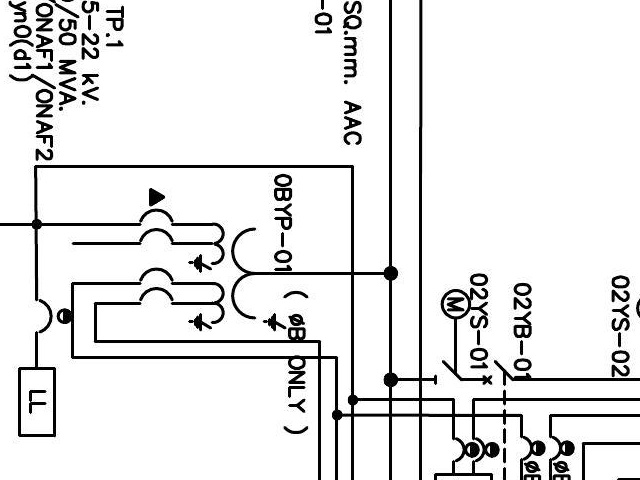 TP.1
5-22 kV.
/50 MVA.
ONAF1/ONAF2
yn0(d1)
-01
SQ.mm. AAC
0BYP-01
( øB ONLY )
M
02YS-01
02YB-01
02YS-02
LL
øB
øB